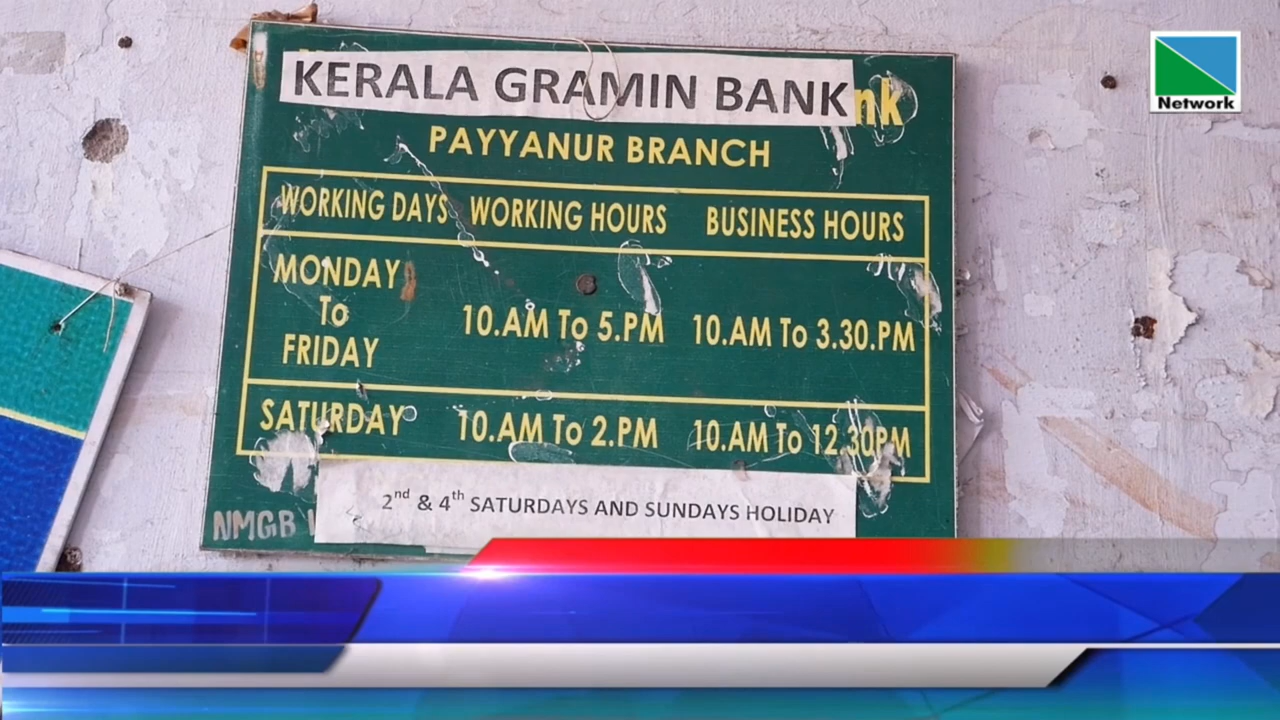 Network
KERALA GRAMIN BANK
nk
PAYYANUR BRANCH
WORKING DAYS WORKING HOURS BUSINESS HOURS
MONDAY
To
FRIDAY
10.AM To 5.PM 10.AM To 3.30.PM
SATURDAY 10.AM To 2.PM 10.AM To 12.30PM
2nd & 4th SATURDAYS AND SUNDAYS HOLIDAY
NMGB